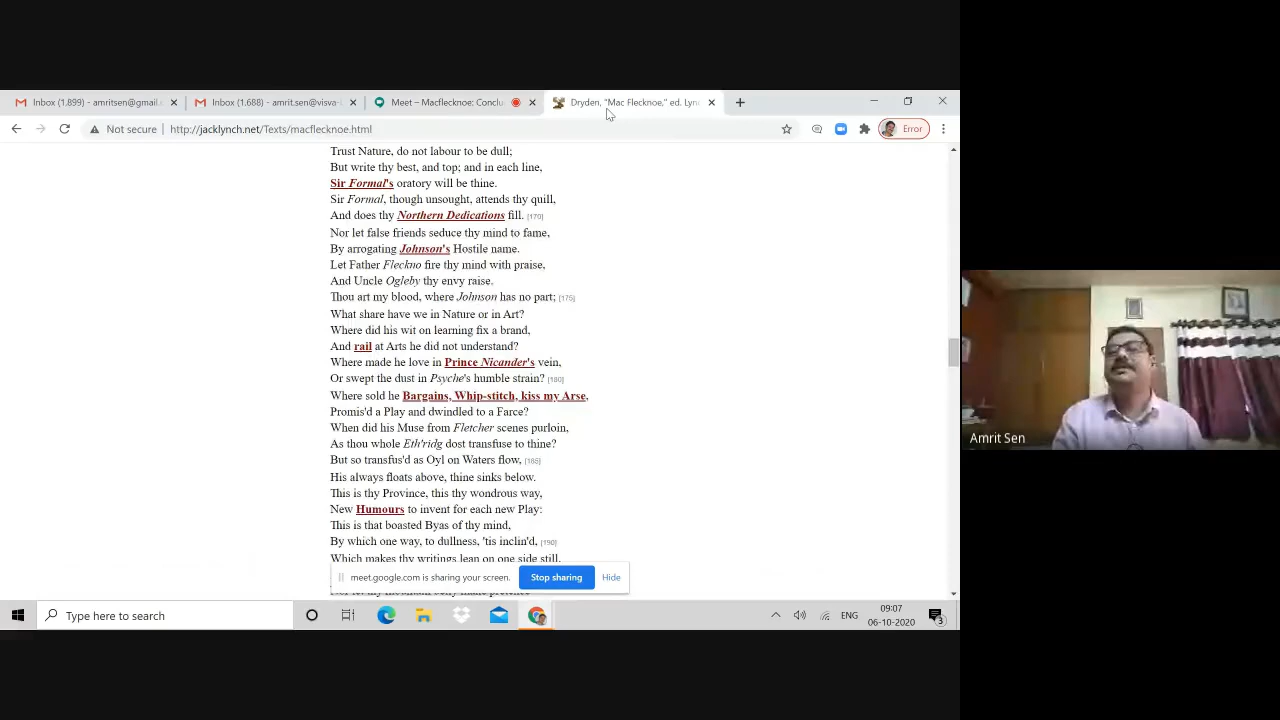 Inbox (1.899) - amritsen@gmail.
Inbox (1.688) - amrit.sen@visva-
Meet – Macflecknoe: Conclu
Dryden, "Mac Flecknoe," ed. Lyn
Not secure
http://jacklynch.net/Texts/macflecknoe.html
Error
Trust Nature, do not labour to be dull;
But write thy best, and top; and in each line,
Sir Formal's oratory will be thine.
Sir Formal, though unsought, attends thy quill,
And does thy Northern Dedications fill. [170]
Nor let false friends seduce thy mind to fame,
By arrogating Johnson's Hostile name.
Let Father Fleckno fire thy mind with praise,
And Uncle Ogleby thy envy raise.
Thou art my blood, where Johnson has no part; [175]
What share have we in Nature or in Art?
Where did his wit on learning fix a brand,
And rail at Arts he did not understand?
Where made he love in Prince Nicander's vein,
Or swept the dust in Psyche's humble strain? [180]
Where sold he Bargains, Whip-stitch, kiss my Arse,
Promis'd a Play and dwindled to a Farce?
When did his Muse from Fletcher scenes purloin,
As thou whole Eth'ridg dost transfuse to thine?
But so transfus'd as Oyl on Waters flow, [185]
His always floats above, thine sinks below.
This is thy Province, this thy wondrous way,
New Humours to invent for each new Play:
This is that boasted Byas of thy mind,
By which one way, to dullness, 'tis inclin'd, [190]
Which makes thy writings lean on one side still,
meet.google.com is sharing your screen. Stop sharing Hide
Type here to search
ENG
09:07
06-10-2020
3
Amrit Sen